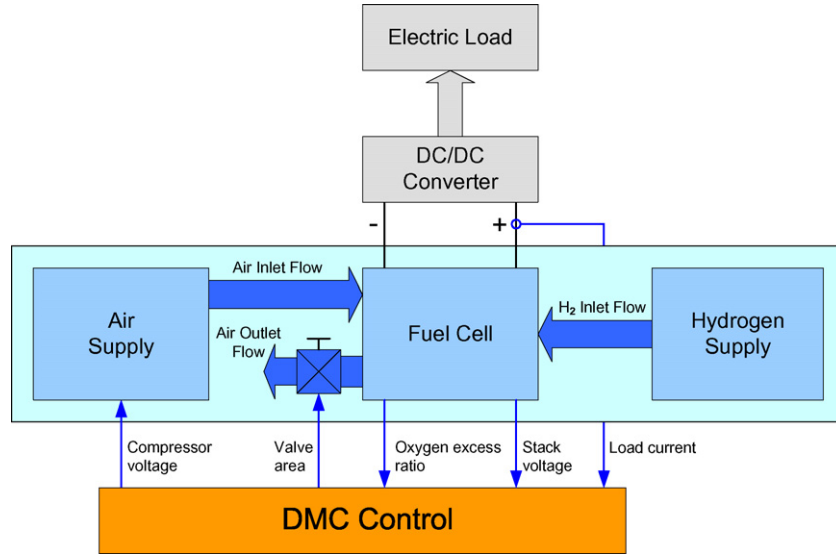 Electric Load
DC/DC
Converter
-
+
Air Inlet Flow
Air
Supply
Air Outlet
Flow
Fuel Cell
H₂ Inlet Flow
Hydrogen
Supply
Compressor
voltage
Valve
area
Oxygen excess
ratio
Stack
voltage
Load current
DMC Control